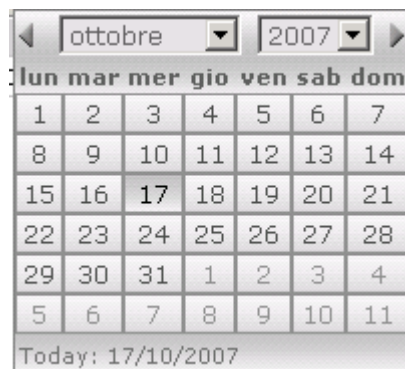 ottobre 2007
lun mar mer gio ven sab dom
1 2 3 4 5 6 7
8 9 10 11 12 13 14
15 16 17 18 19 20 21
22 23 24 25 26 27 28
29 30 31 1 2 3 4
5 6 7 8 9 10 11
Today: 17/10/2007